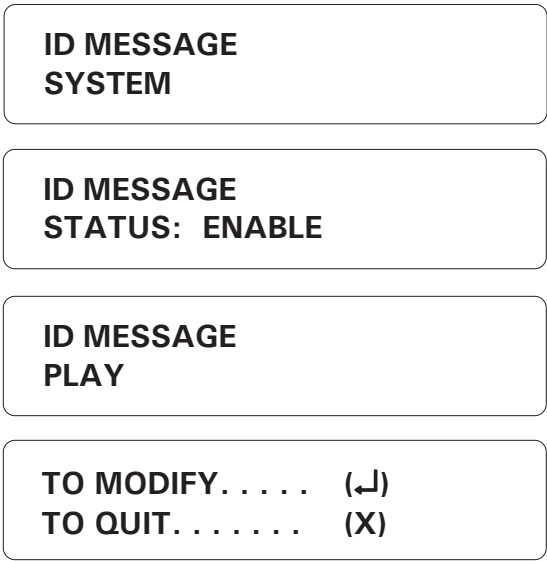 ID MESSAGE
SYSTEM
ID MESSAGE
STATUS: ENABLE
ID MESSAGE
PLAY
TO MODIFY. . . . . (↵)
TO QUIT. . . . . . . (X)